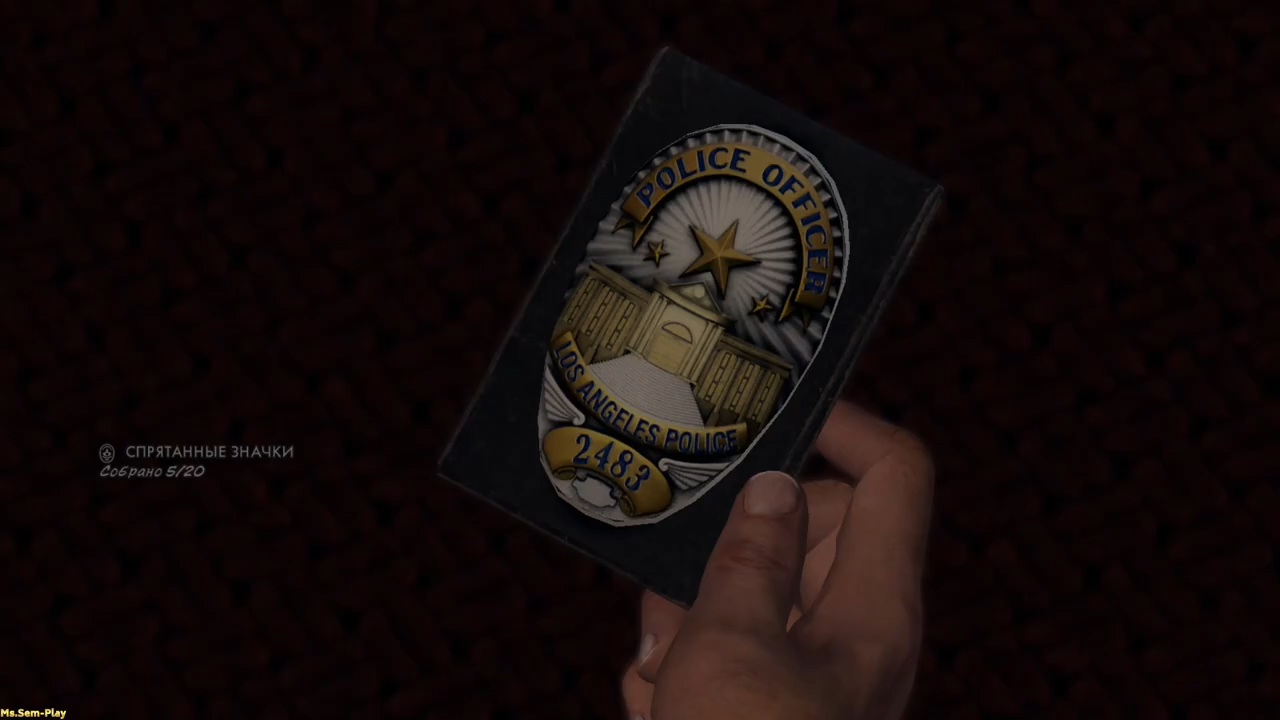 POLICE OFFICER
LOS ANGELES POLICE
2483
СПРЯТАННЫЕ ЗНАЧКИ
Собрано 5/20
Ms.Sem-Play